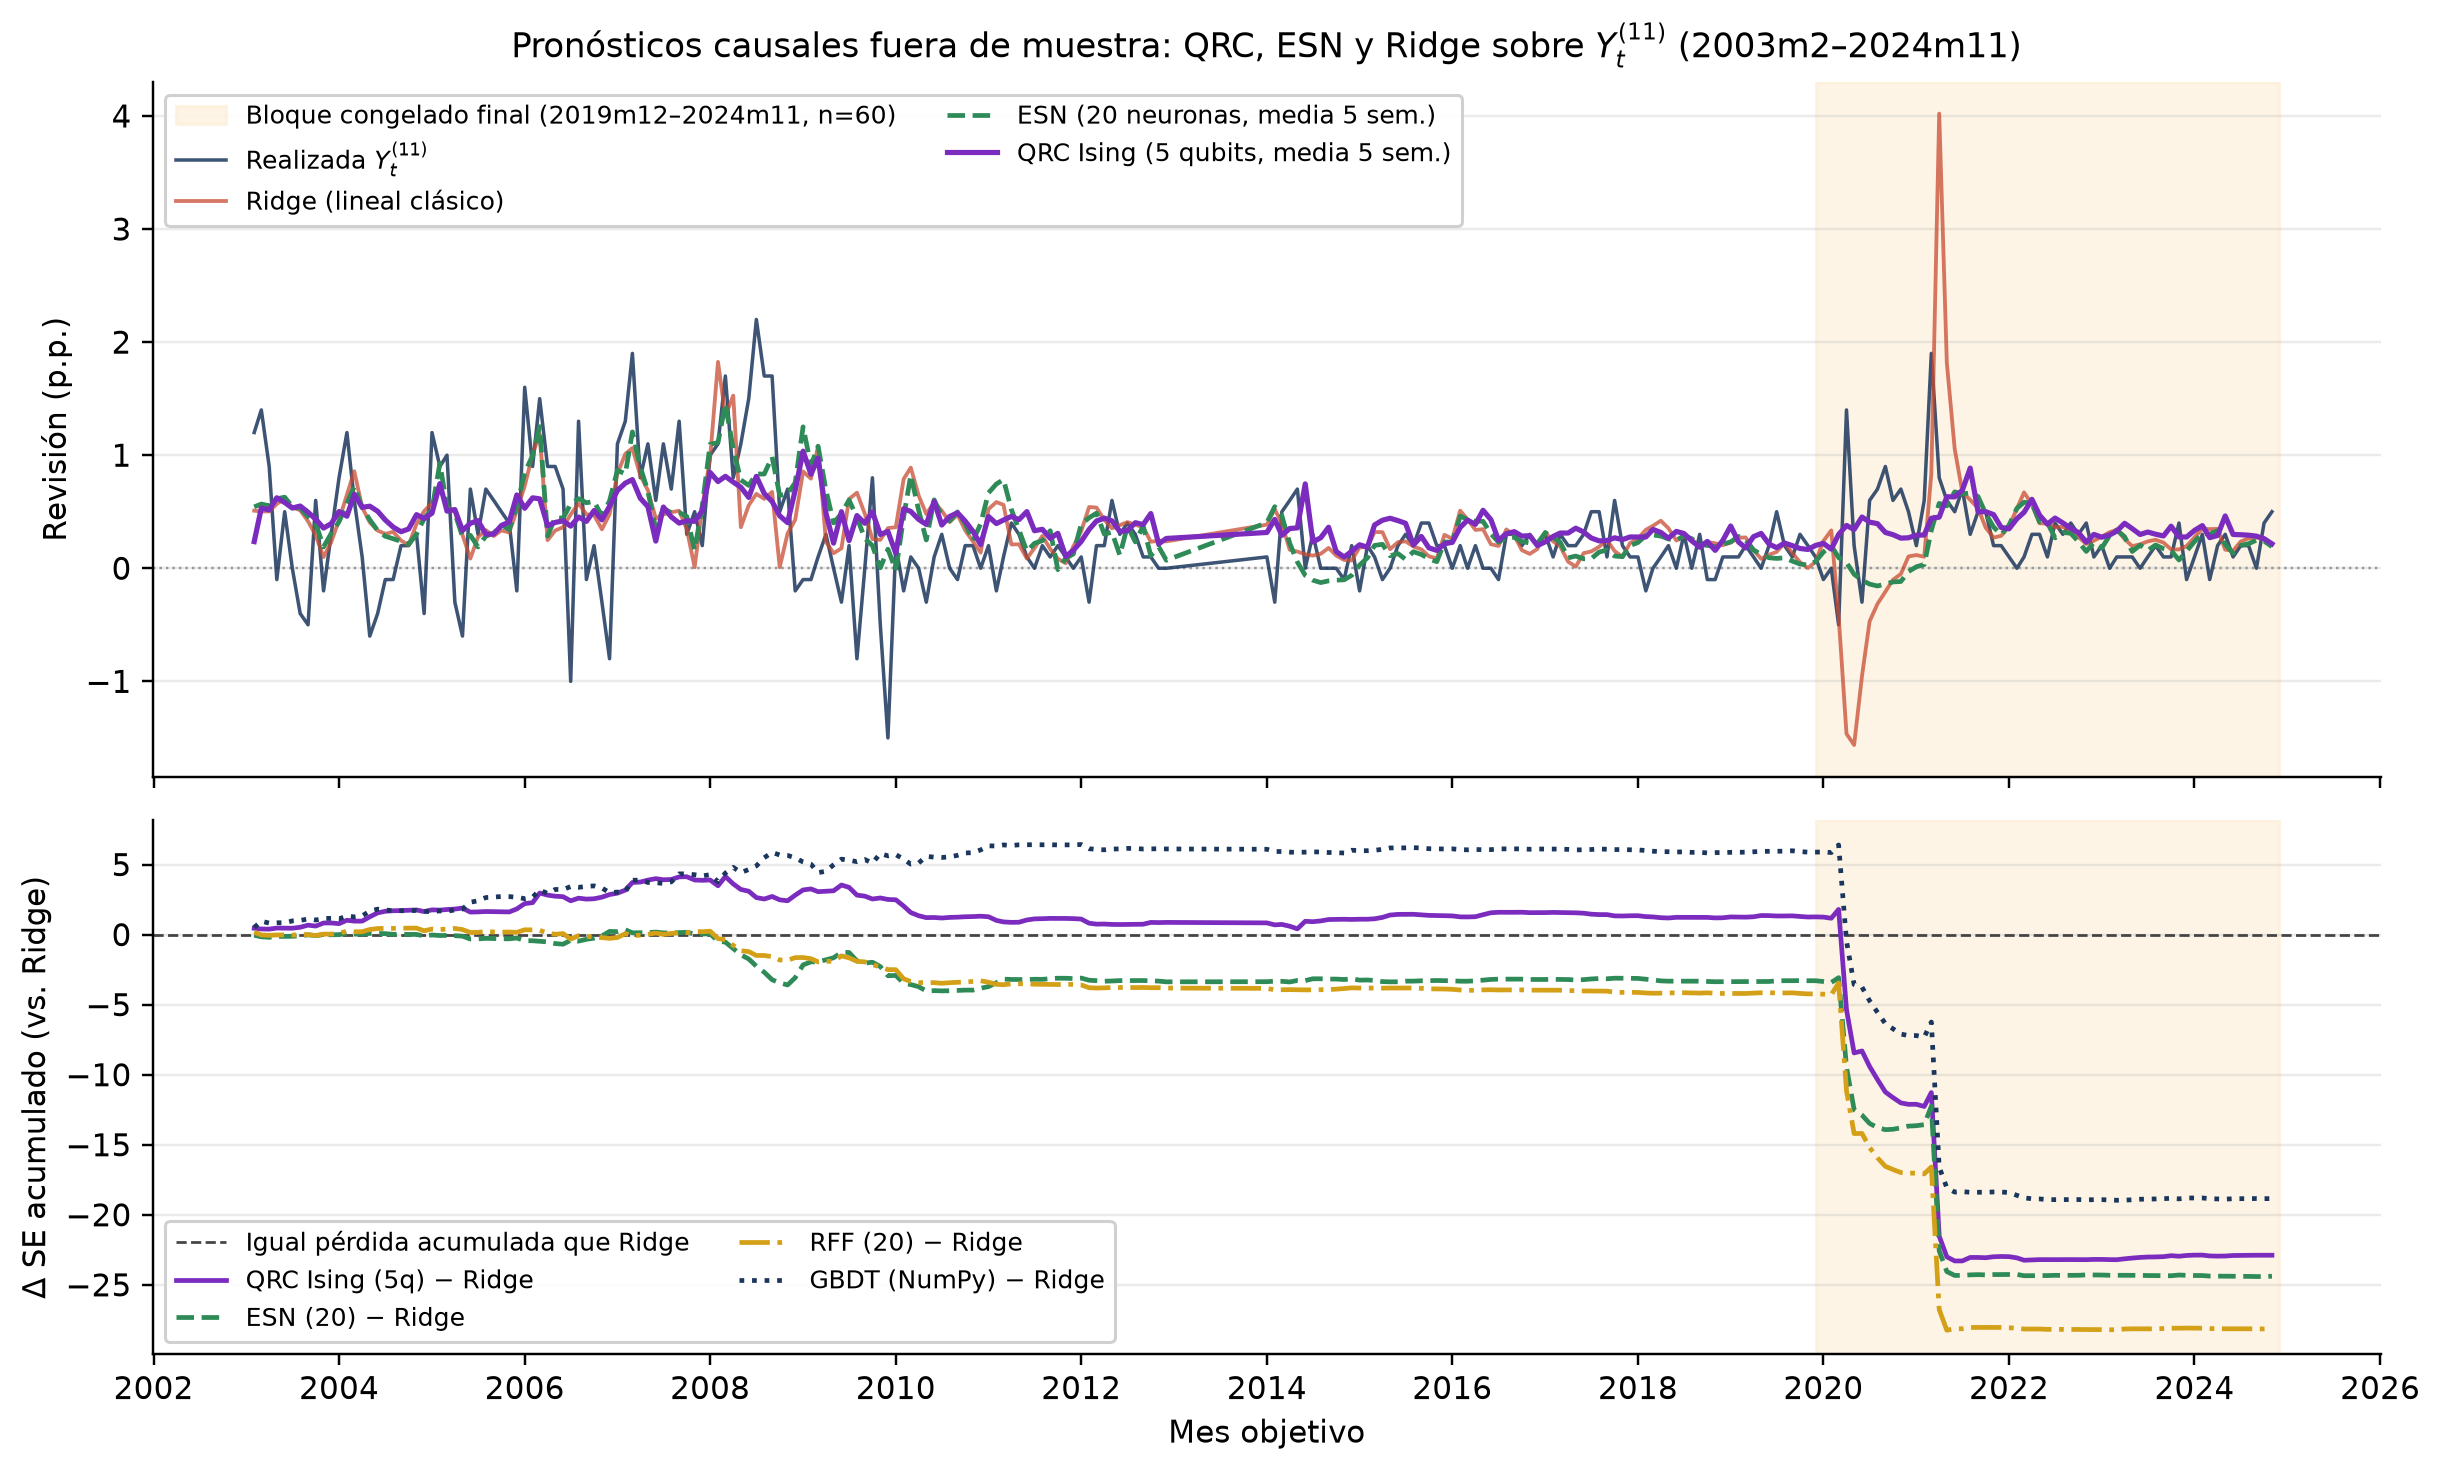 Pronósticos causales fuera de muestra: QRC, ESN y Ridge sobre $Y_t^{(11)}$ (2003m2–2024m11)
Revisión (p.p.)
4
3
2
1
0
−1
Bloque congelado final (2019m12–2024m11, n=60)
Realizada $Y_t^{(11)}$
Ridge (lineal clásico)
ESN (20 neuronas, media 5 sem.)
QRC Ising (5 qubits, media 5 sem.)
Δ SE acumulado (vs. Ridge)
5
0
−5
−10
−15
−20
−25
Igual pérdida acumulada que Ridge
QRC Ising (5q) − Ridge
ESN (20) − Ridge
RFF (20) − Ridge
GBDT (NumPy) − Ridge
2002 2004 2006 2008 2010 2012 2014 2016 2018 2020 2022 2024 2026
Mes objetivo